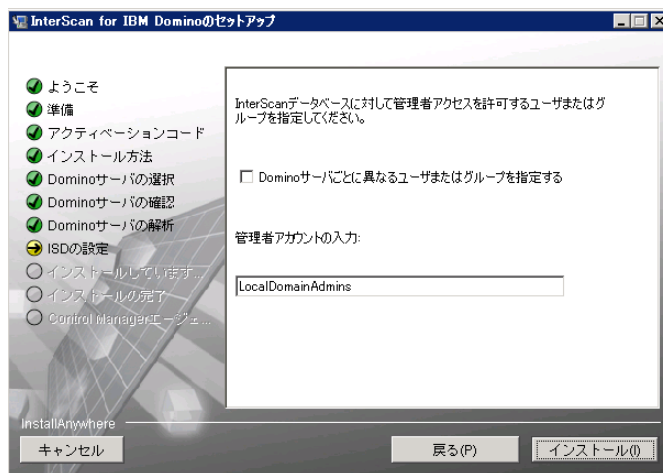 InterScan for IBM Dominoのセットアップ
ようこそ
準備
アクティベーションコード
インストール方法
Dominoサーバの選択
Dominoサーバの確認
Dominoサーバの解析
ISDの設定
インストールしています...
インストールの完了
Control Managerエージェ...
InterScanデータベースに対して管理者アクセスを許可するユーザまたはグ
ループを指定してください。
Dominoサーバごとに異なるユーザまたはグループを指定する
管理者アカウントの入力:
LocalDomainAdmins
InstallAnywhere
キャンセル
戻る(P)
インストール(I)